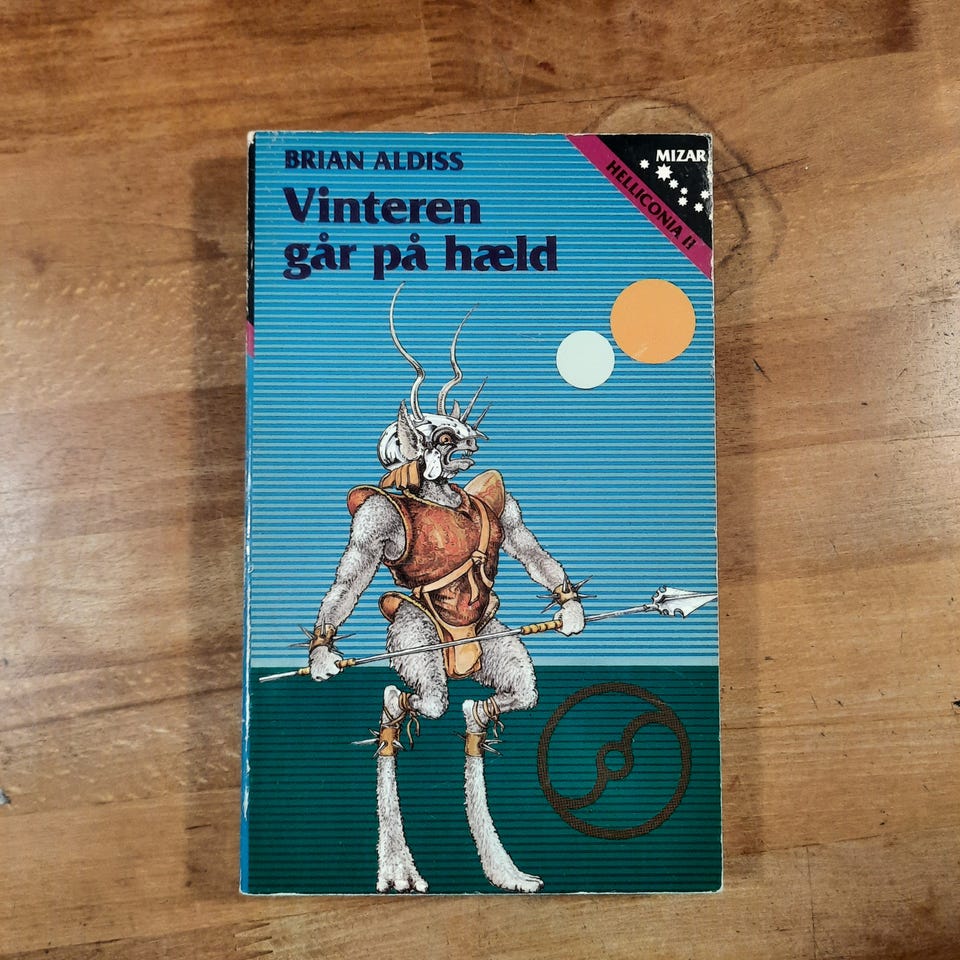 BRIAN ALDISS
Vinteren
går på hæld
MIZAR
HELLICONIA II